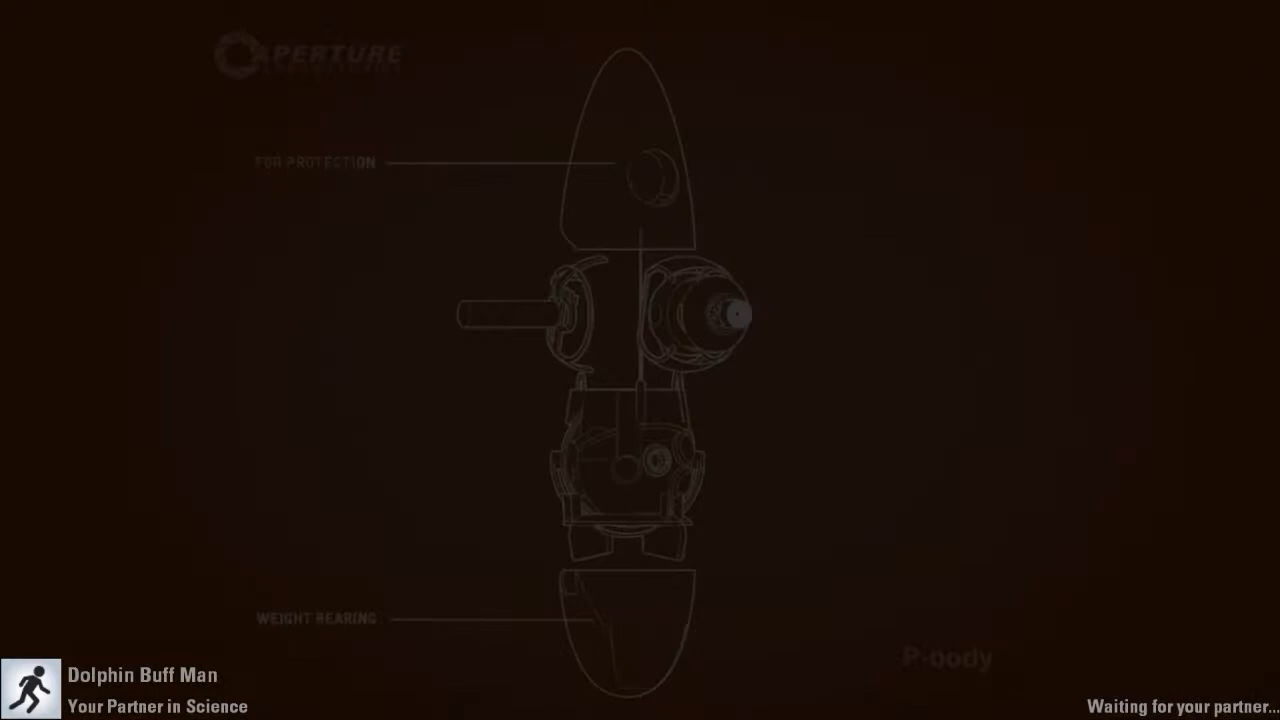 APERTURE
FOR PROTECTION
WEIGHT BEARING
P-body
Dolphin Buff Man
Your Partner in Science
Waiting for your partner...